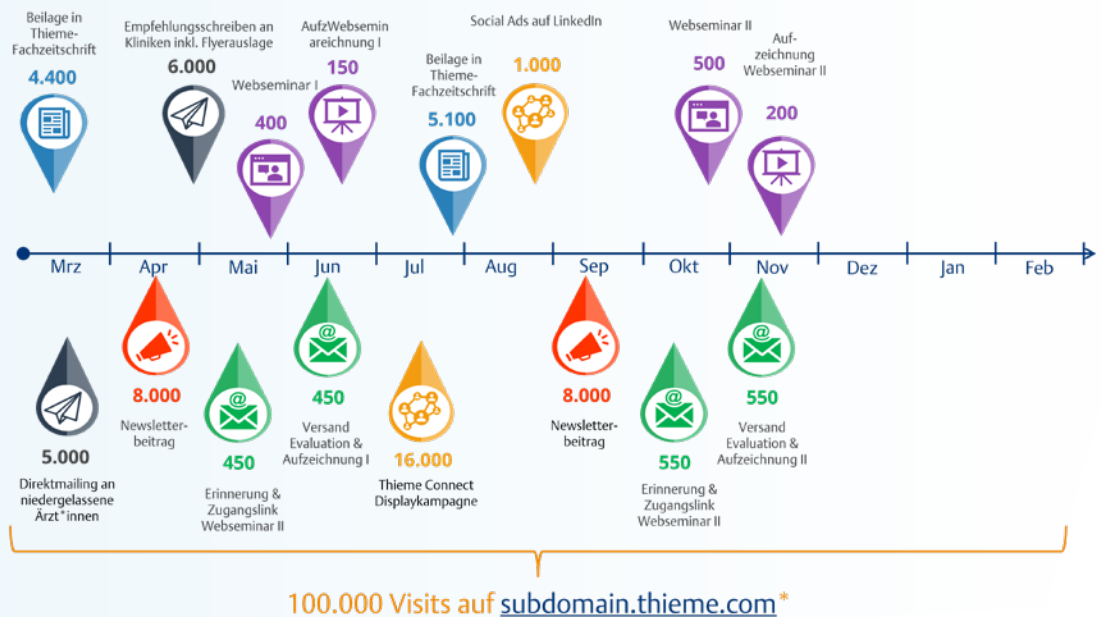 Beilage in
Thieme-
Fachzeitschrift
4.400
Empfehlungsschreiben an
Kliniken inkl. Flyerauslage
6.000
Webseminar I
400
AufzWebsemin
areichnung I
150
Beilage in
Thieme-
Fachzeitschrift
5.100
Social Ads auf LinkedIn
1.000
Webseminar II
500
Auf-
zeichnung
Webseminar II
200
Mrz
Apr
Mai
Jun
Jul
Aug
Sep
Okt
Nov
Dez
Jan
Feb
5.000
Direktmailing an
niedergelassene
Ärzt*innen
8.000
Newsletter-
beitrag
@
450
Erinnerung &
Zugangslink
Webseminar II
@
450
Versand
Evaluation &
Aufzeichnung I
16.000
Thieme Connect
Displaykampagne
8.000
Newsletter-
beitrag
@
550
Erinnerung &
Zugangslink
Webseminar II
@
550
Versand
Evaluation &
Aufzeichnung II
100.000 Visits auf subdomain.thieme.com*